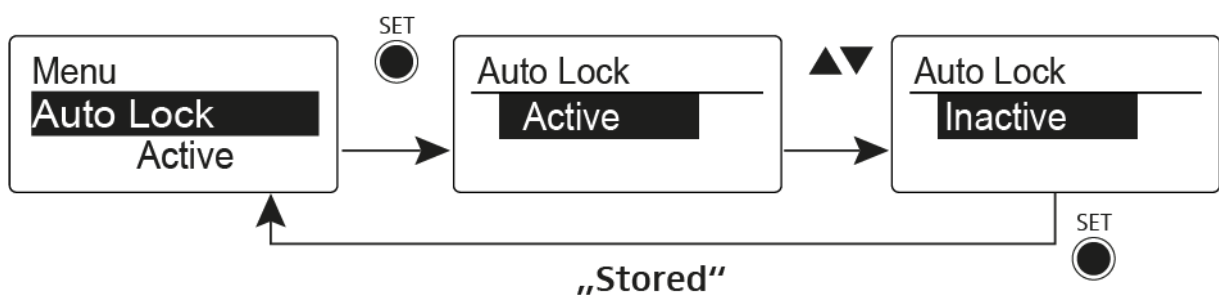 SET
Menu
Auto Lock
Active
Auto Lock
Active
▲▼
Auto Lock
Inactive
SET
„Stored“